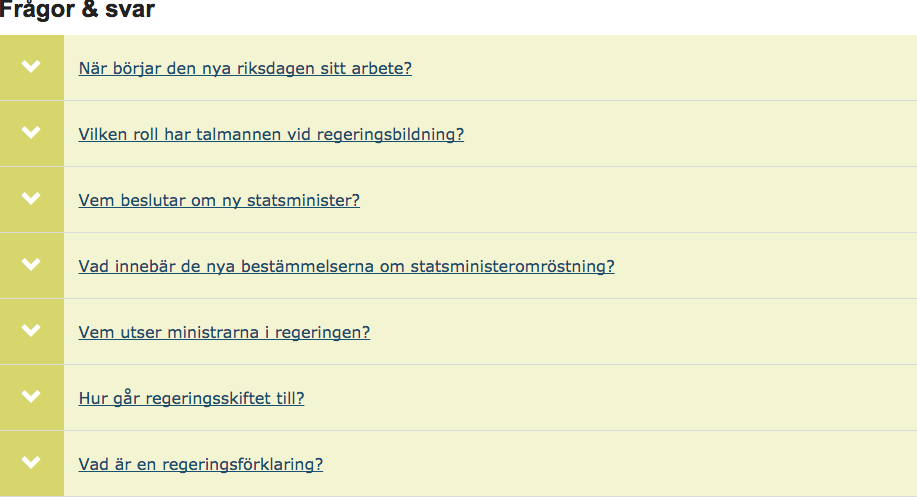 Frågor & svar
När börjar den nya riksdagen sitt arbete?
Vilken roll har talmannen vid regeringsbildning?
Vem beslutar om ny statsminister?
Vad innebär de nya bestämmelserna om statsministeromröstning?
Vem utser ministrarna i regeringen?
Hur går regeringsskiftet till?
Vad är en regeringsförklaring?